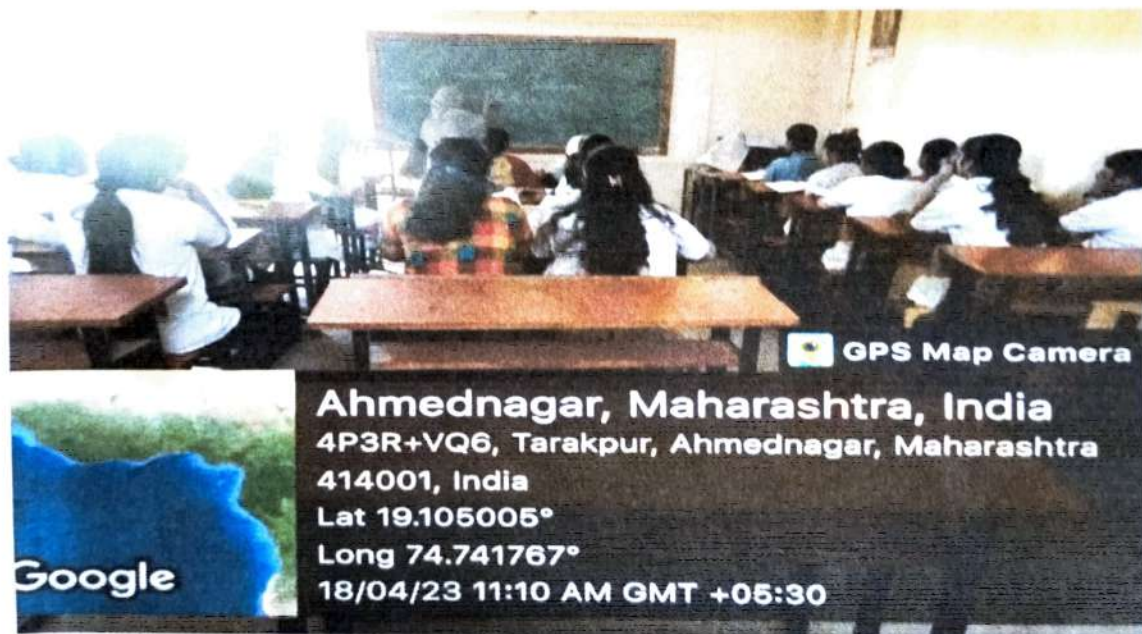 GPS Map Camera
Ahmednagar, Maharashtra, India
4P3R+VQ6, Tarakpur, Ahmednagar, Maharashtra
414001, India
Lat 19.105005°
Long 74.741767°
18/04/23 11:10 AM GMT +05:30
Google